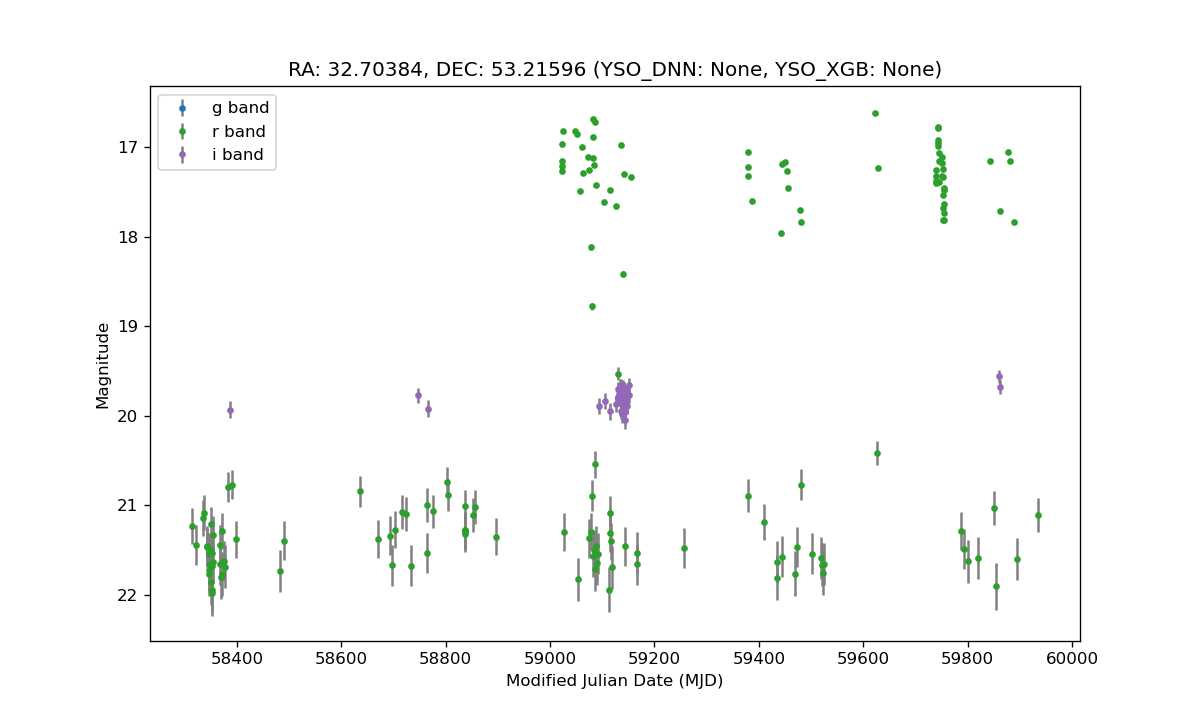 RA: 32.70384, DEC: 53.21596 (YSO_DNN: None, YSO_XGB: None)
g band
r band
i band
17
18
19
20
21
22
Magnitude
58400 58600 58800 59000 59200 59400 59600 59800 60000
Modified Julian Date (MJD)